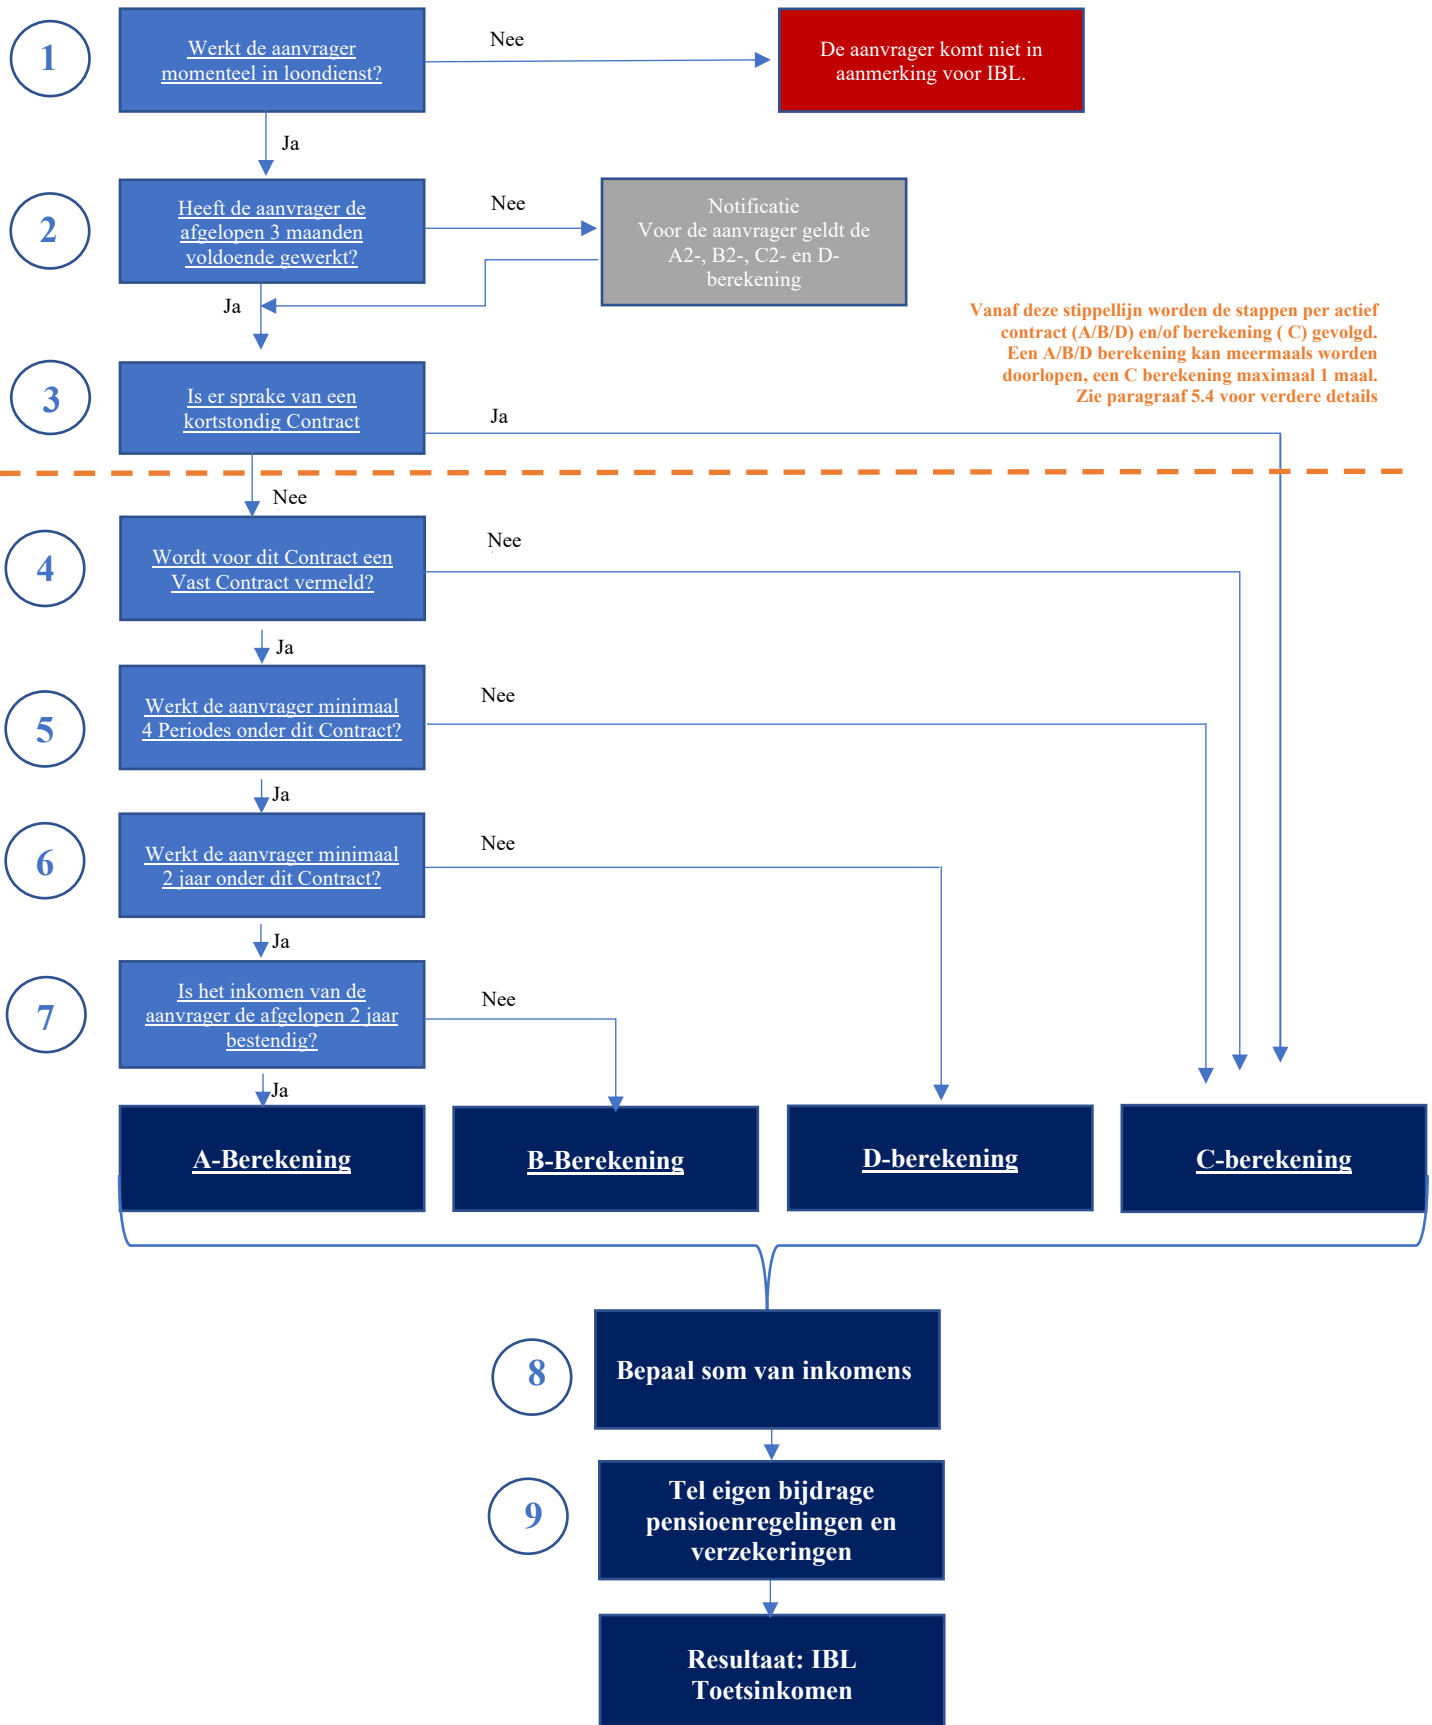 1
Werkt de aanvrager
momenteel in loondienst?
Nee
De aanvrager komt niet in
aanmerking voor IBL.
Ja
2
Heeft de aanvrager de
afgelopen 3 maanden
voldoende gewerkt?
Nee
Notificatie
Voor de aanvrager geldt de
A2-, B2-, C2- en D-
berekening
Ja
Vanaf deze stippellijn worden de stappen per actief
contract (A/B/D) en/of berekening ( C) gevolgd.
Een A/B/D berekening kan meermaals worden
doorlopen, een C berekening maximaal 1 maal.
Zie paragraaf 5.4 voor verdere details
3
Is er sprake van een
kortstondig Contract
Ja
Nee
4
Wordt voor dit Contract een
Vast Contract vermeld?
Nee
Ja
5
Werkt de aanvrager minimaal
4 Periodes onder dit Contract?
Nee
Ja
6
Werkt de aanvrager minimaal
2 jaar onder dit Contract?
Nee
Ja
7
Is het inkomen van de
aanvrager de afgelopen 2 jaar
bestendig?
Nee
Ja
A-Berekening
B-Berekening
D-berekening
C-berekening
8
Bepaal som van inkomens
9
Tel eigen bijdrage
pensioenregelingen en
verzekeringen
Resultaat: IBL
Toetsinkomen